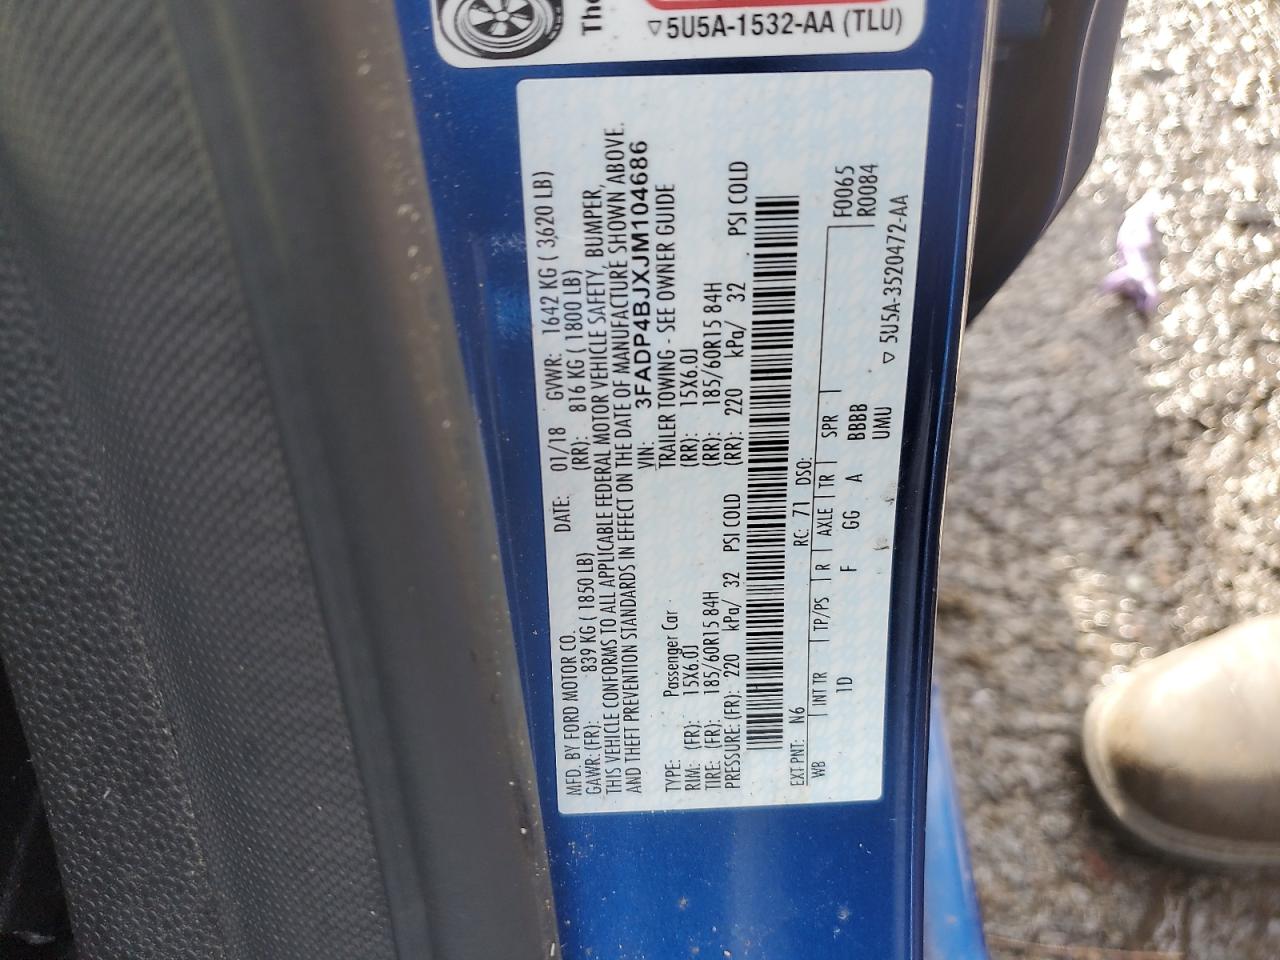 The
▽5U5A-1532-AA (TLU)
MFD. BY FORD MOTOR CO. DATE: 01/18 GVWR: 1642 KG ( 3,620 LB)
GAWR: (FR): 839 KG ( 1850 LB) (RR): 816 KG ( 1800 LB)
THIS VEHICLE CONFORMS TO ALL APPLICABLE FEDERAL MOTOR VEHICLE SAFETY, BUMPER,
AND THEFT PREVENTION STANDARDS IN EFFECT ON THE DATE OF MANUFACTURE SHOWN, ABOVE.
VIN: 3FADP4BJXJM104686
TYPE: Passenger Car TRAILER TOWING - SEE OWNER GUIDE
RIM: (FR): 15X6.0J (RR): 15X6.0J
TIRE: (FR): 185/60R15 84H (RR): 185/60R15 84H
PRESSURE: (FR): 220 kPa/ 32 PSI COLD (RR): 220 kPa/ 32 PSI COLD
EXT PNT: N6 RC: 71 DSO:
WB INT TR TP/PS R AXLE TR SPR F0065
1D F GG A BBBB R0084
UMU
▽ 5U5A-3520472-AA